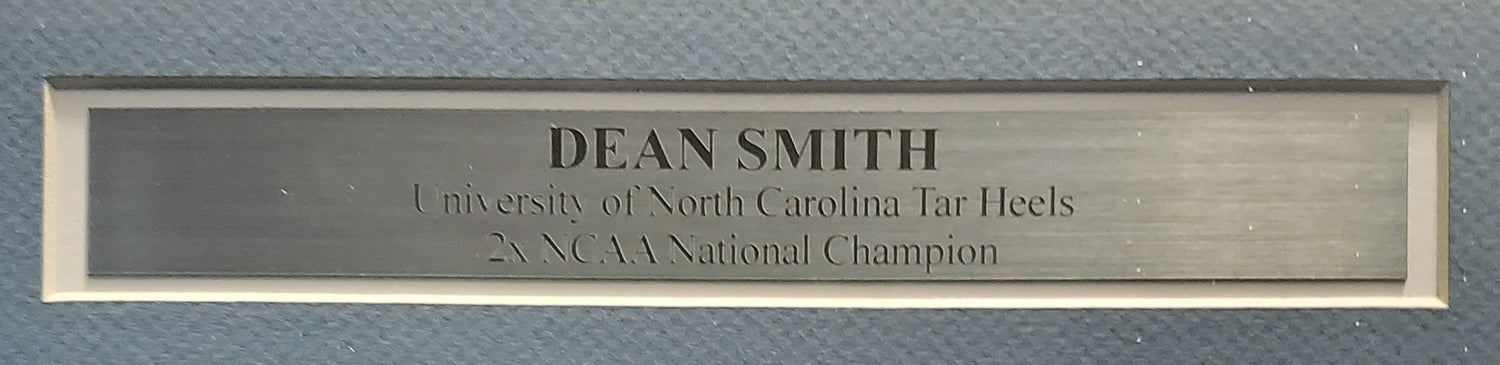 DEAN SMITH
University of North Carolina Tar Heels
2x NCAA National Champion